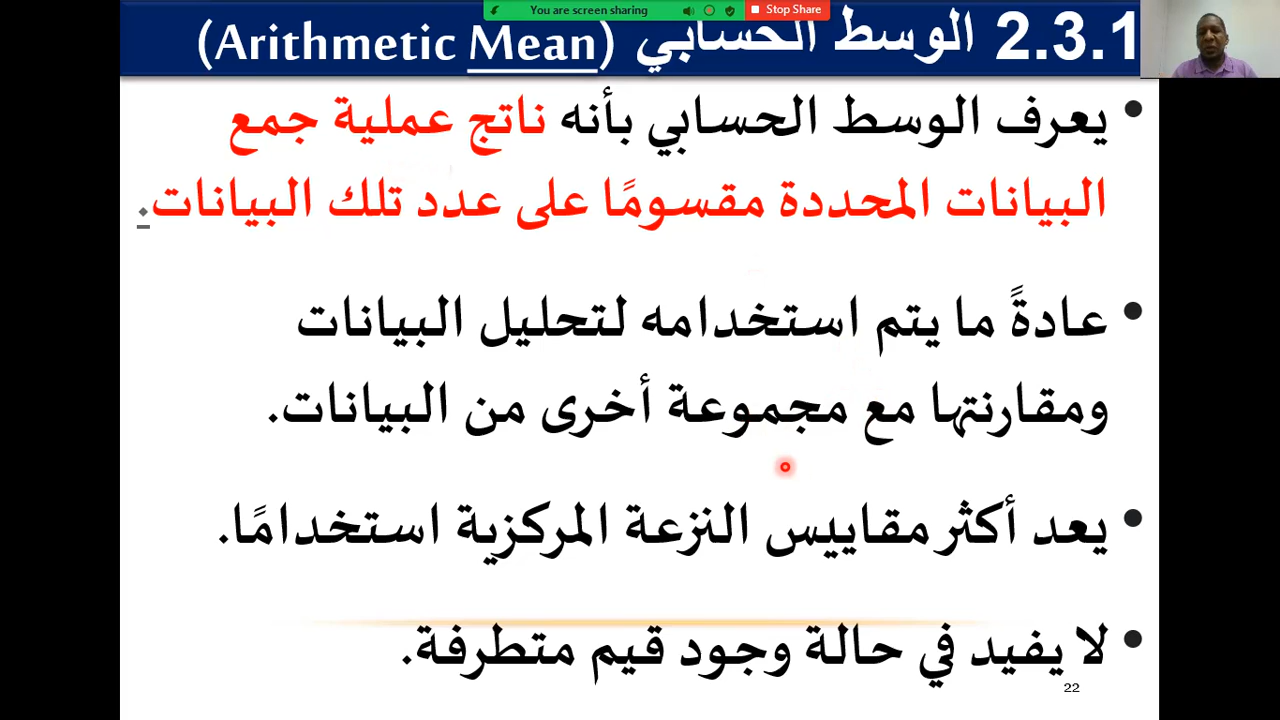 You are screen sharing
Stop Share
2.3.1 الوسط الحسابي (Arithmetic Mean)
• يعرف الوسط الحسابي بأنه ناتج عملية جمع
البيانات المحددة مقسومًا على عدد تلك البيانات.
• عادةً ما يتم استخدامه لتحليل البيانات
ومقارنتها مع مجموعة أخرى من البيانات.
• يعد أكثر مقاييس النزعة المركزية استخدامًا.
• لا يفيد في حالة وجود قيم متطرفة.
22